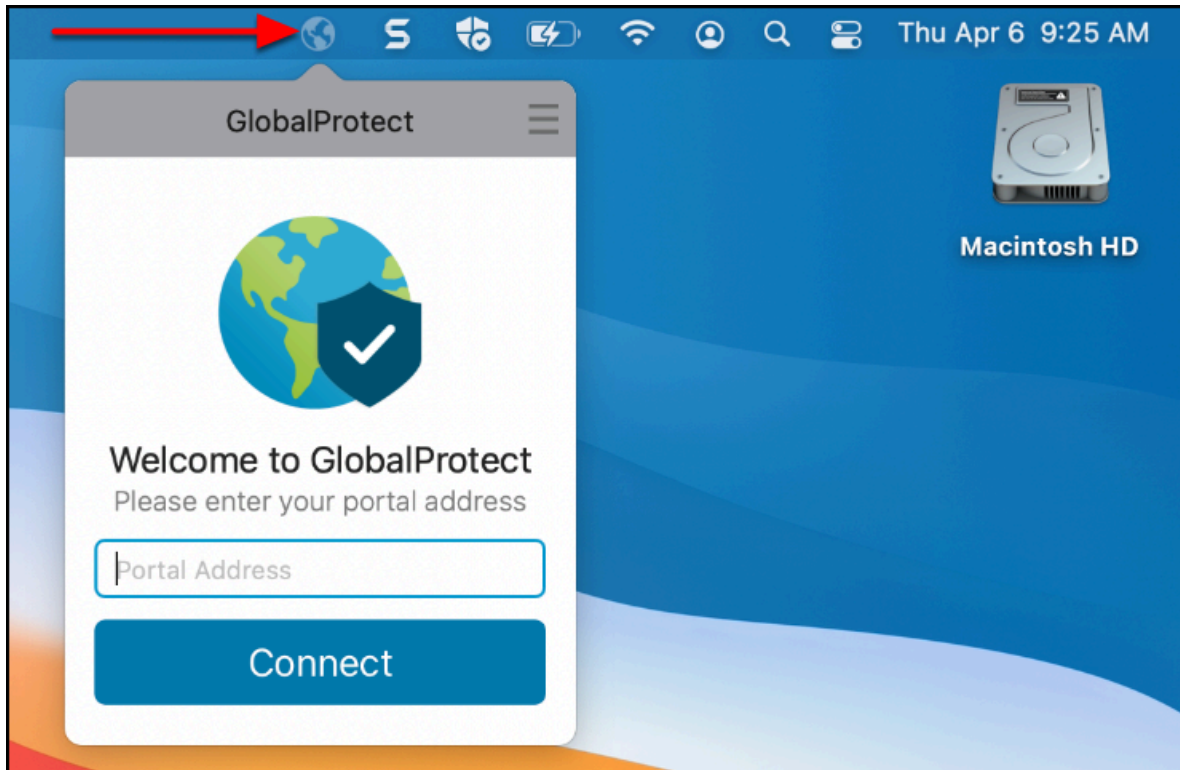 Thu Apr 6 9:25 AM
GlobalProtect
Macintosh HD
Welcome to GlobalProtect
Please enter your portal address
Portal Address
Connect